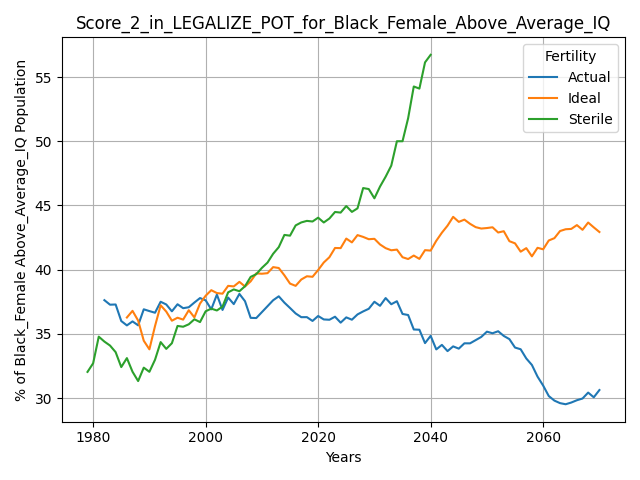 Score_2_in_LEGALIZE_POT_for_Black_Female_Above_Average_IQ
% of Black_Female Above_Average_IQ Population
55
50
45
40
35
30
1980
2000
2020
2040
2060
Years
Fertility
Actual
Ideal
Sterile